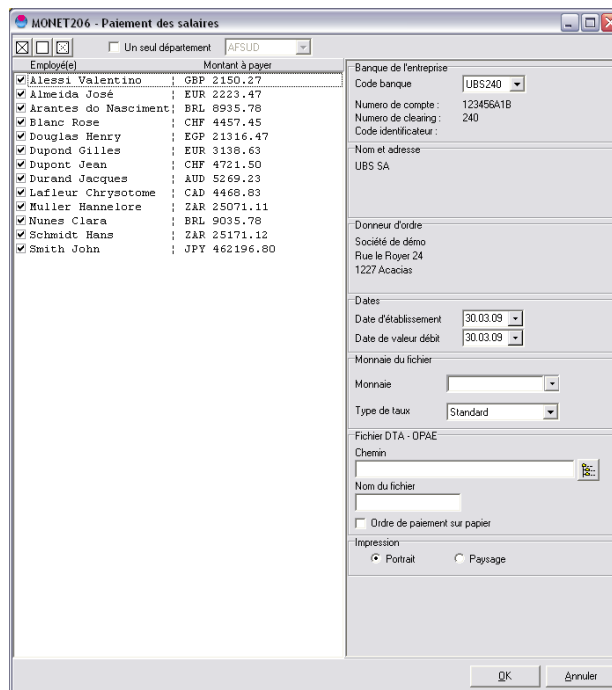 MONET206 - Paiement des salaires
Un seul département AFSUD
Employé(e) Montant à payer
Alessi Valentino ¦ GBP 2150.27
Almeida José ¦ EUR 2223.47
Arantes do Nasciment¦ BRL 8935.78
Blanc Rose ¦ CHF 4457.45
Douglas Henry ¦ EGP 21316.47
Dupond Gilles ¦ EUR 3138.63
Dupont Jean ¦ CHF 4721.50
Durand Jacques ¦ AUD 5269.23
Lafleur Chrysotome ¦ CAD 4468.83
Muller Hannelore ¦ ZAR 25071.11
Nunes Clara ¦ BRL 9035.78
Schmidt Hans ¦ ZAR 25171.12
Smith John ¦ JPY 462196.80
Banque de l'entreprise
Code banque UBS240
Numero de compte : 123456A1B
Numero de clearing : 240
Code identificateur :
Nom et adresse
UBS SA
Donneur d'ordre
Société de démo
Rue le Royer 24
1227 Acacias
Dates
Date d'établissement 30.03.09
Date de valeur débit 30.03.09
Monnaie du fichier
Monnaie
Type de taux Standard
Fichier DTA - OPAE
Chemin
Nom du fichier
Ordre de paiement sur papier
Impression
Portrait Paysage
OK Annuler